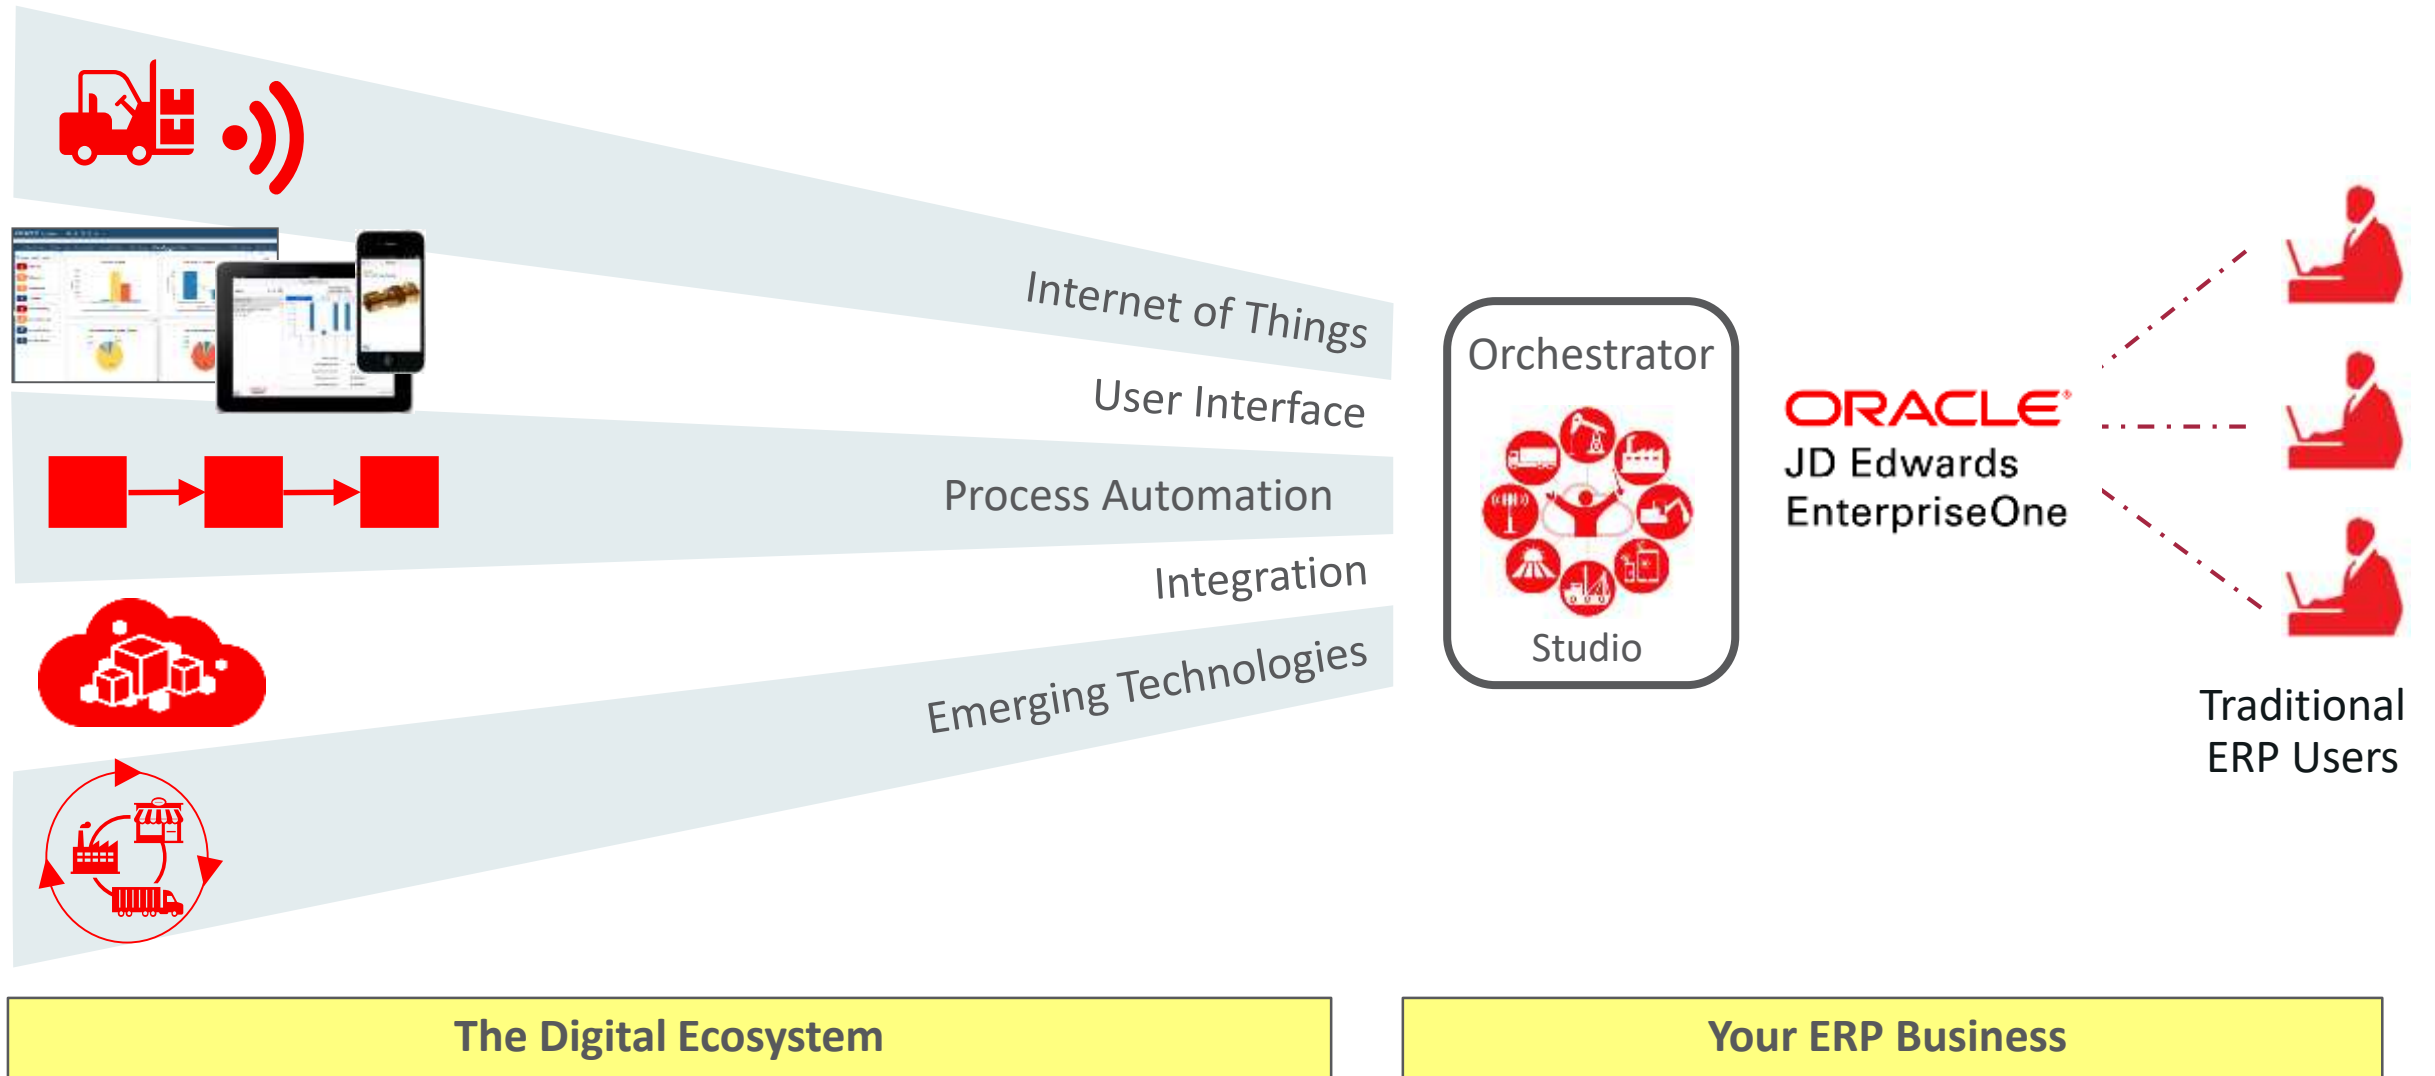 Internet of Things
User Interface
Process Automation
Integration
Emerging Technologies
Orchestrator
Studio
ORACLE®
JD Edwards
EnterpriseOne
Traditional
ERP Users
The Digital Ecosystem
Your ERP Business